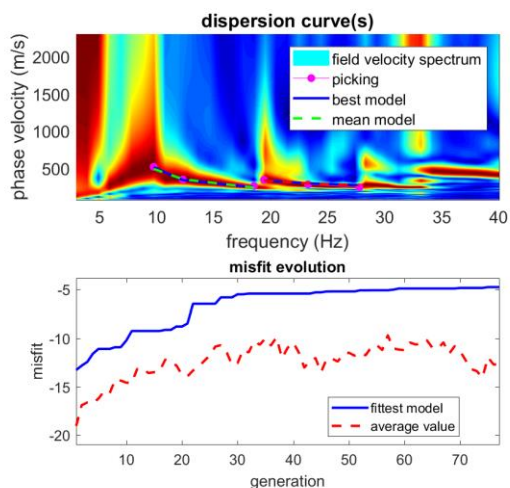 dispersion curve(s)
phase velocity (m/s)
2000
1500
1000
500
field velocity spectrum
picking
best model
mean model
5
10
15
20
25
30
35
40
frequency (Hz)
misfit evolution
misfit
-5
-10
-15
-20
fittest model
average value
10
20
30
40
50
60
70
generation